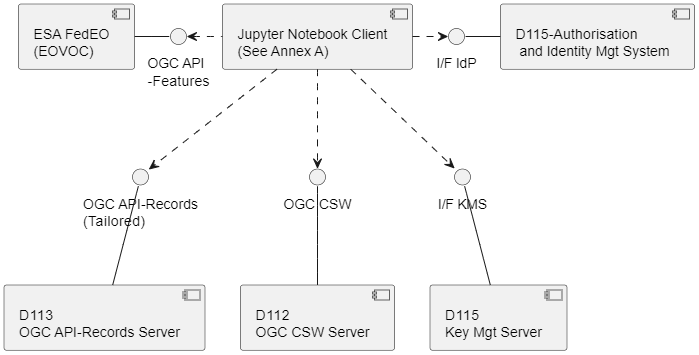 ESA FedEO
(EOVOC)
OGC API
-Features
Jupyter Notebook Client
(See Annex A)
I/F IdP
D115-Authorisation
and Identity Mgt System
OGC API-Records
(Tailored)
OGC CSW
I/F KMS
D113
OGC API-Records Server
D112
OGC CSW Server
D115
Key Mgt Server